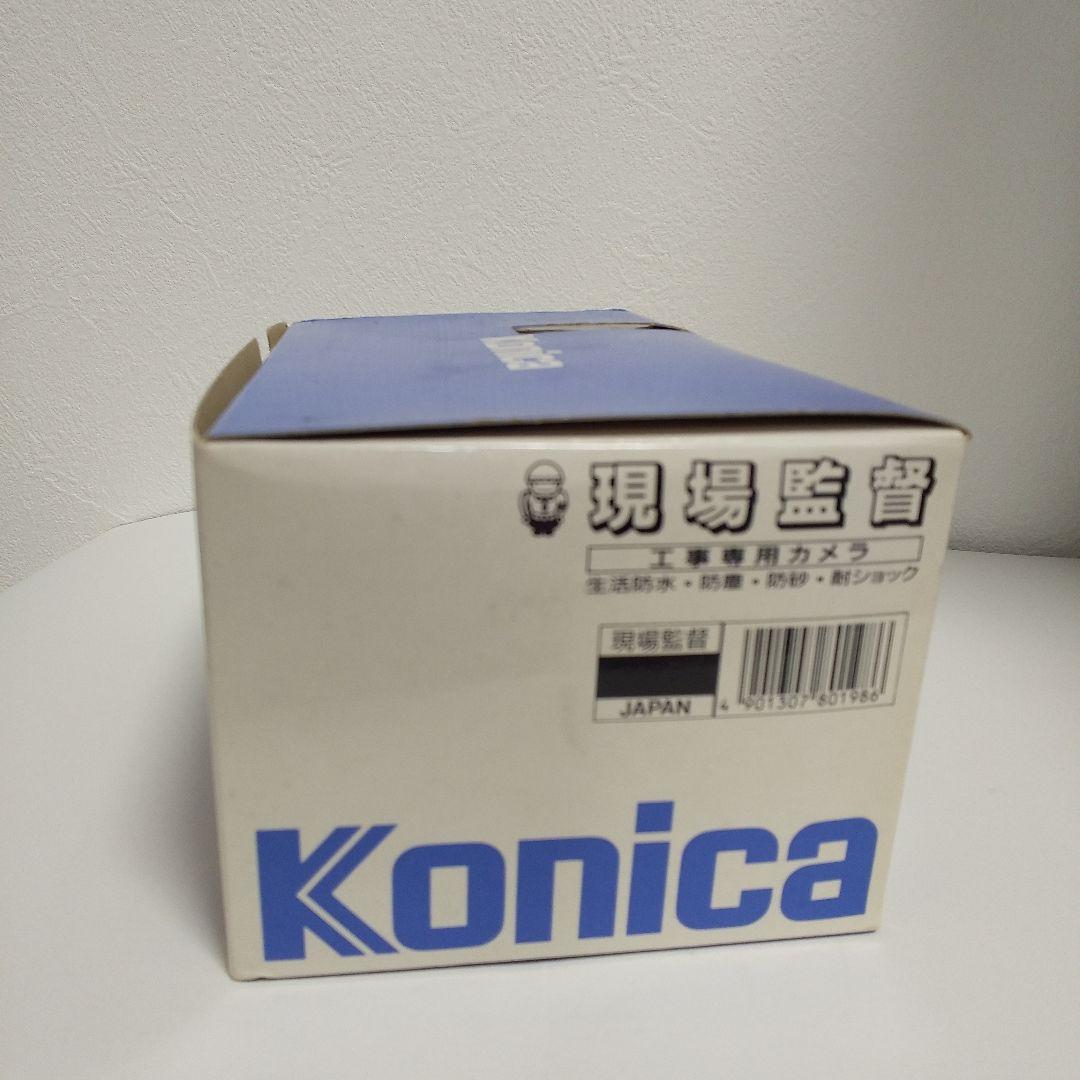 Konica
現場監督
工事専用カメラ
生活防水・防塵・防砂・耐ショック
現場監督
JAPAN
4 901307 601986
Konica